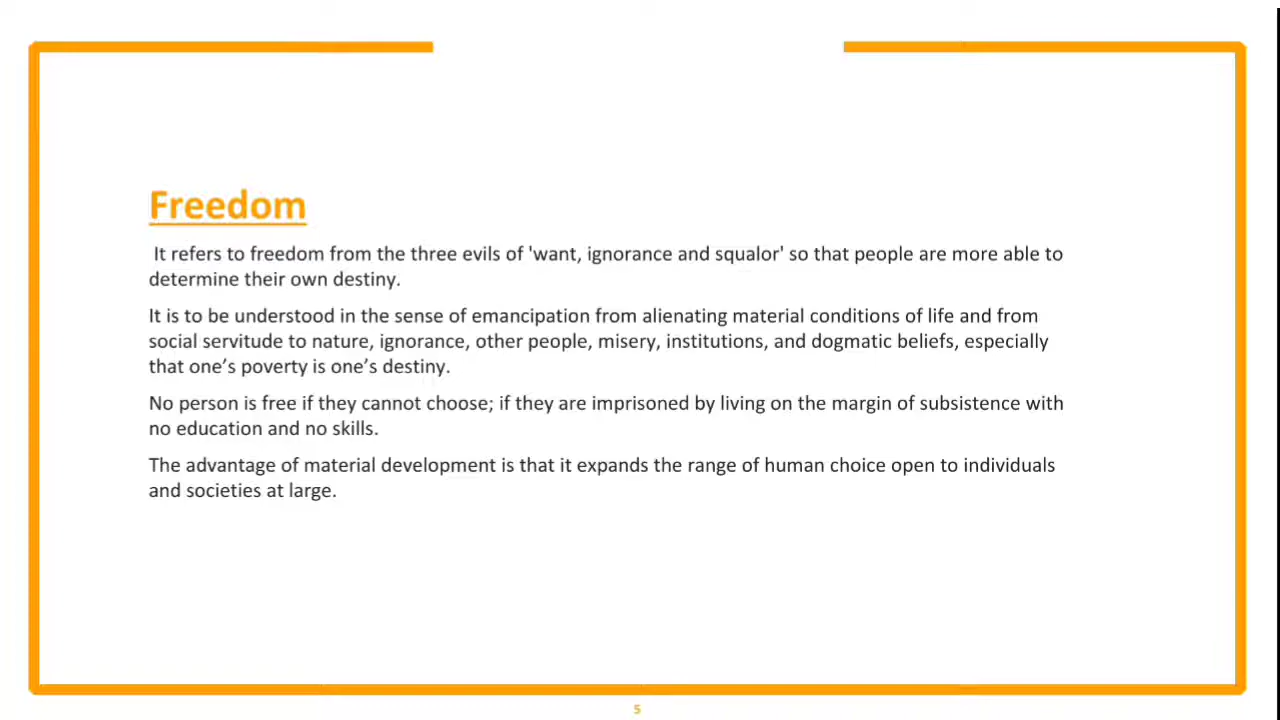 Freedom
It refers to freedom from the three evils of 'want, ignorance and squalor' so that people are more able to
determine their own destiny.
It is to be understood in the sense of emancipation from alienating material conditions of life and from
social servitude to nature, ignorance, other people, misery, institutions, and dogmatic beliefs, especially
that one’s poverty is one’s destiny.
No person is free if they cannot choose; if they are imprisoned by living on the margin of subsistence with
no education and no skills.
The advantage of material development is that it expands the range of human choice open to individuals
and societies at large.
5